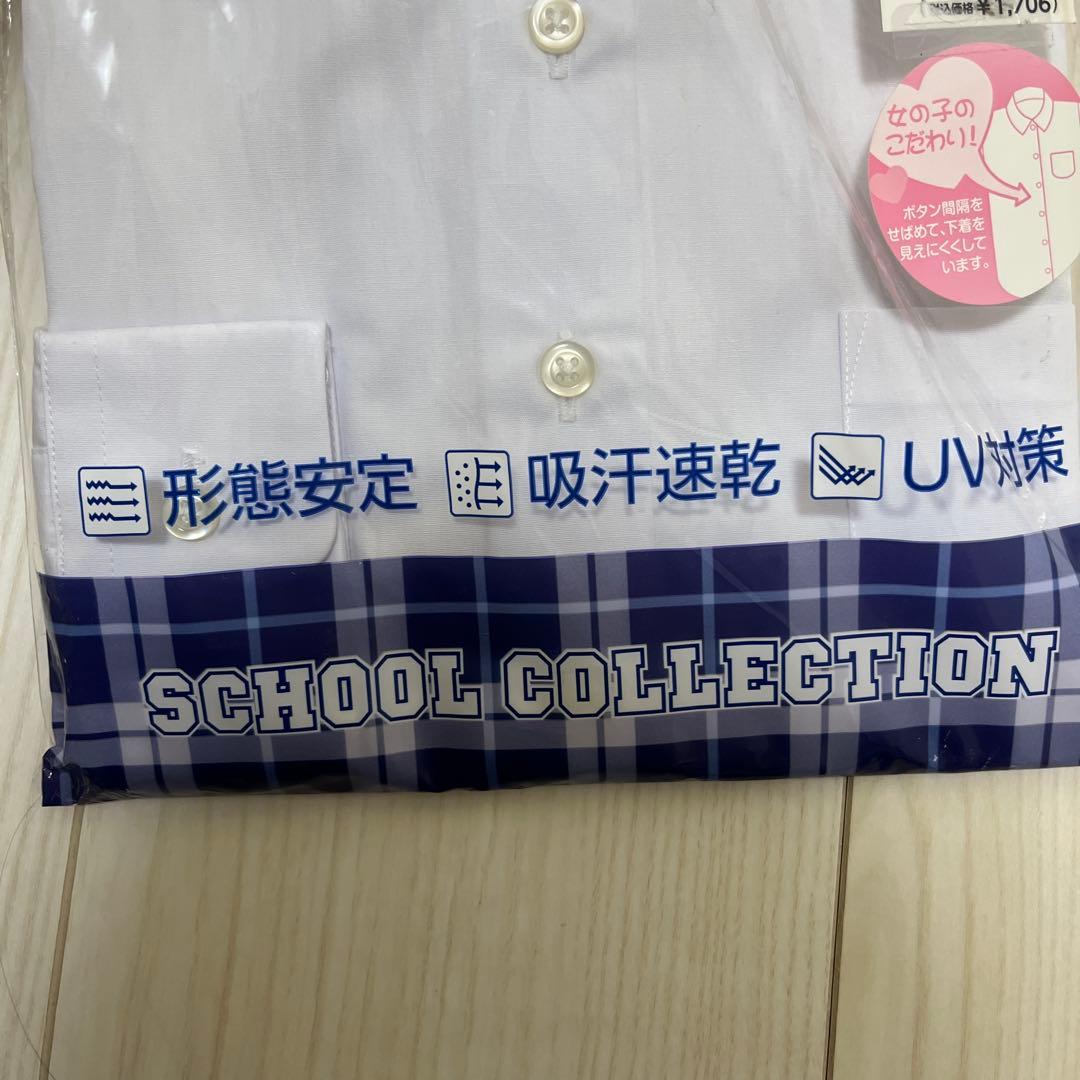 (税込価格¥1,706)
女の子の
こだわり!
ボタン間隔を
せばめて、下着を
見えにくくして
います。
形態安定 吸汗速乾 UV対策
SCHOOL COLLECTION